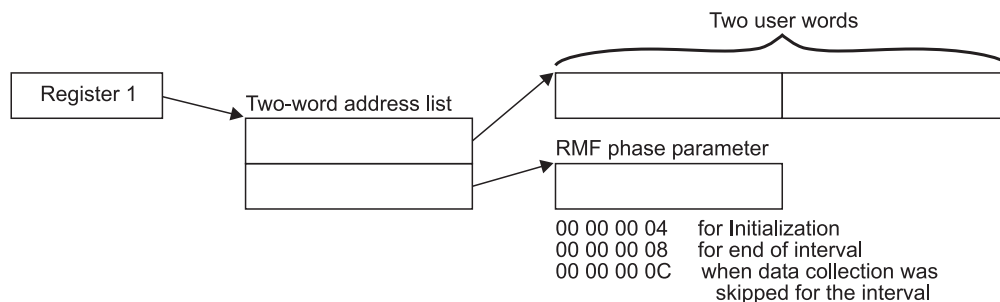 Two user words
Register 1
Two-word address list
RMF phase parameter
00 00 00 04 for Initialization
00 00 00 08 for end of interval
00 00 00 0C when data collection was
skipped for the interval